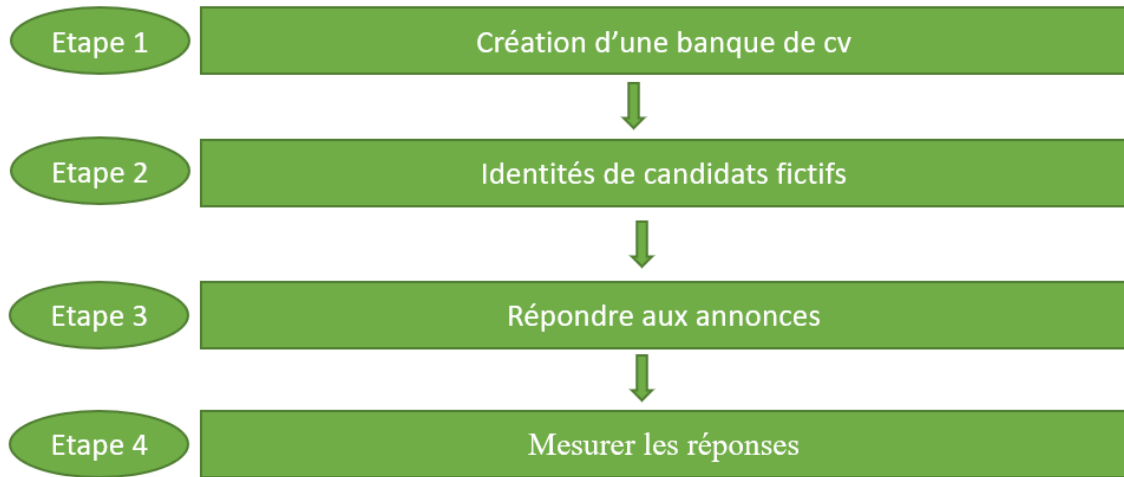 Etape 1
Création d'une banque de cv
Etape 2
Identités de candidats fictifs
Etape 3
Répondre aux annonces
Etape 4
Mesurer les réponses